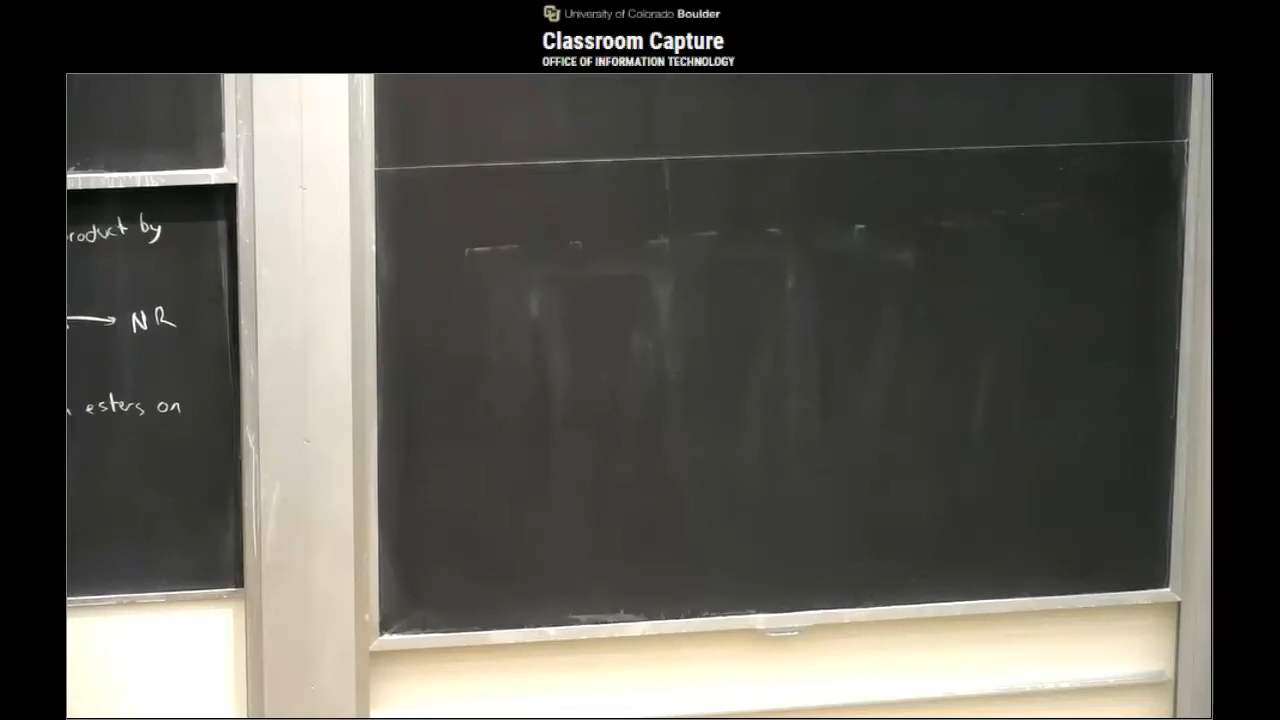 University of Colorado Boulder
Classroom Capture
OFFICE OF INFORMATION TECHNOLOGY
roduct by
→ NR
esters on